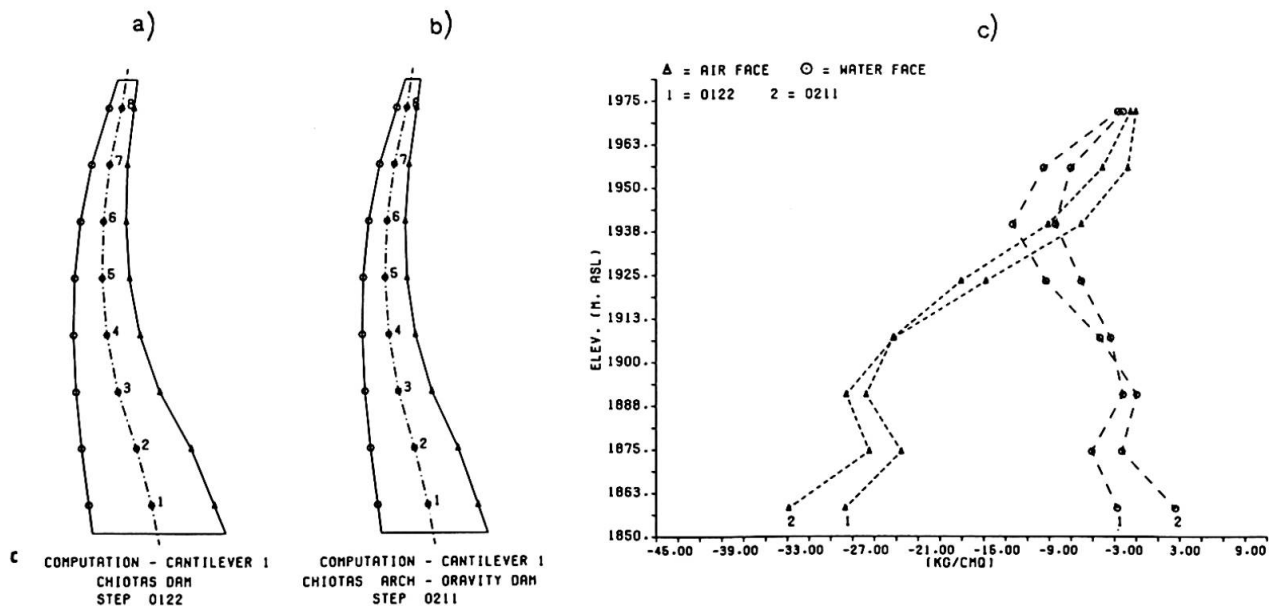 a)
b)
c)
8
7
6
5
4
3
2
1
C COMPUTATION - CANTILEVER 1
CHIOTAS DAM
STEP 0122
8
7
6
5
4
3
2
1
COMPUTATION - CANTILEVER 1
CHIOTAS ARCH - ORAVITY DAM
STEP 0211
△ = AIR FACE ⊙ = WATER FACE
1 = 0122 2 = 0211
ELEV. (M. ASL)
1975.
1963.
1950.
1938.
1925.
1913.
1900.
1888.
1875.
1863.
1850.
2 1 1 2
-45.00 -39.00 -33.00 -27.00 -21.00 -15.00 -9.00 -3.00 3.00 9.00
(KG/CMQ)